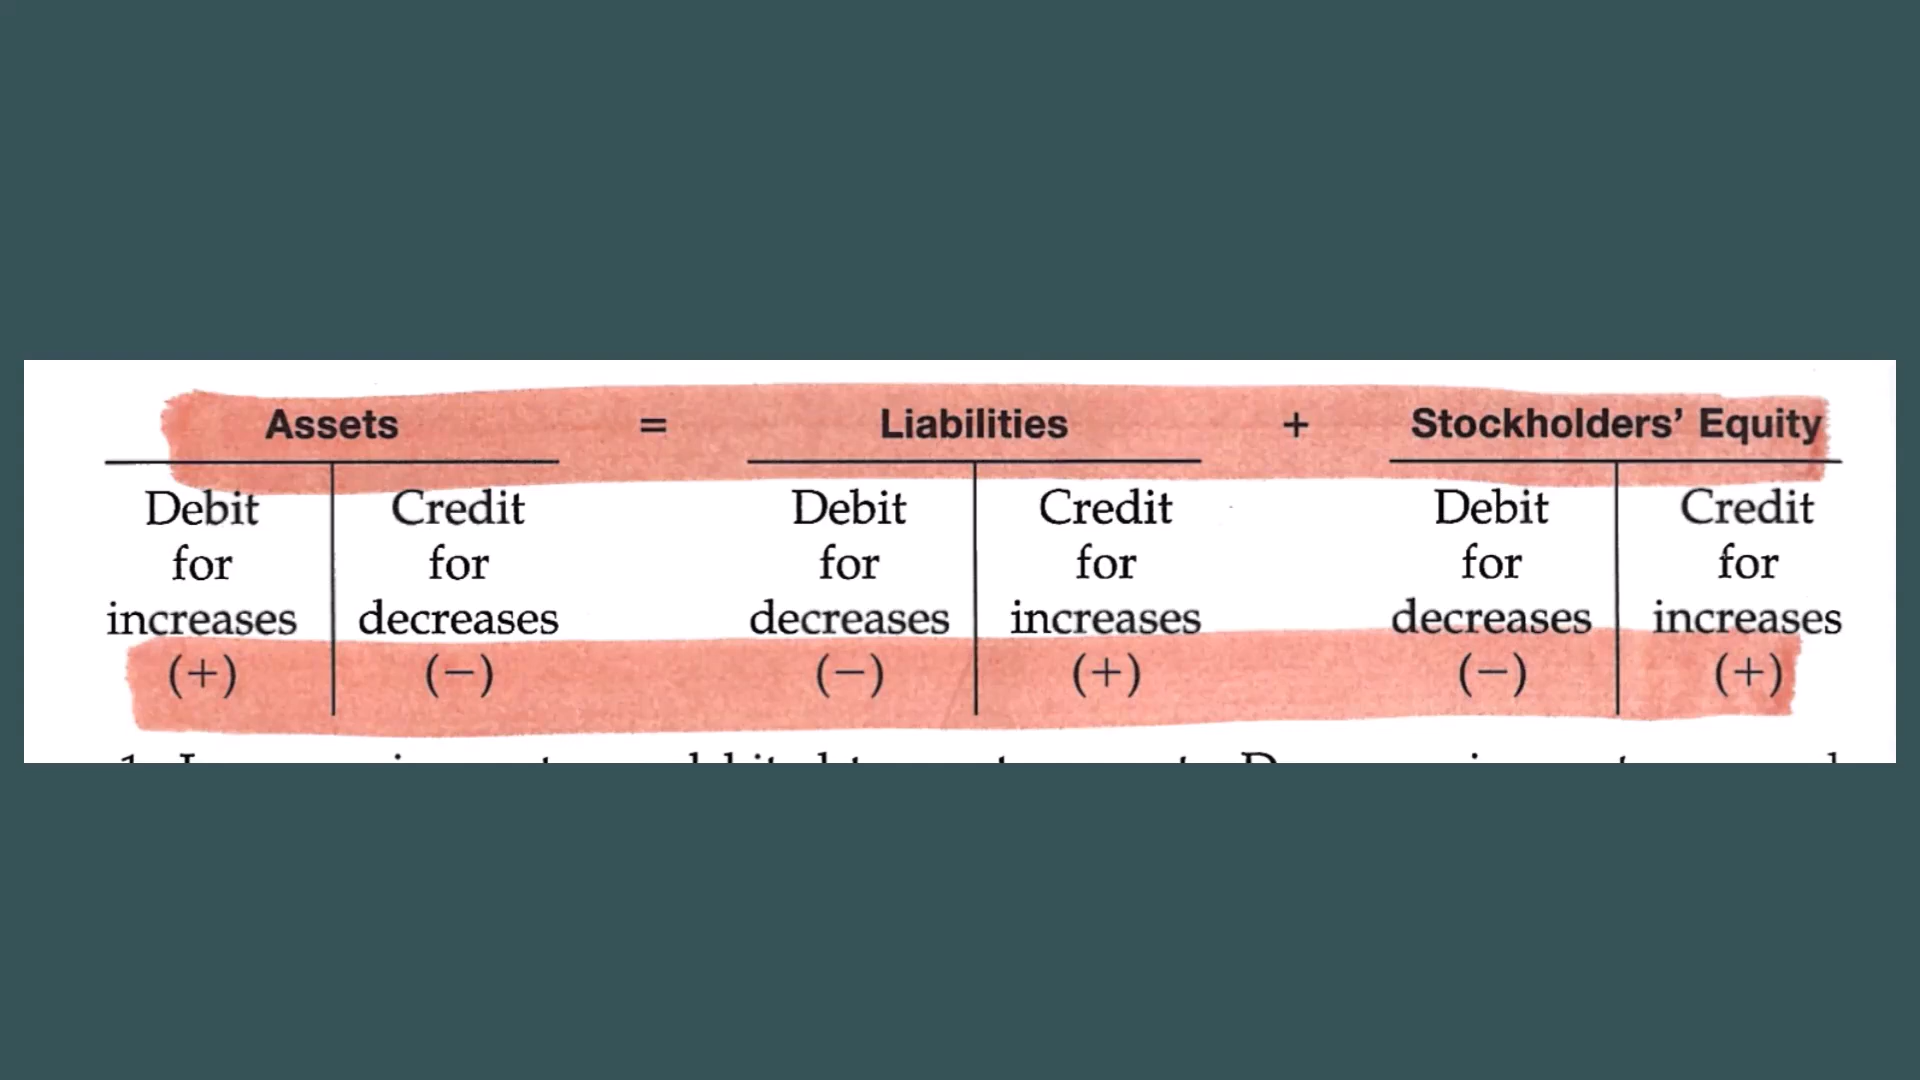 Assets = Liabilities + Stockholders’ Equity
Debit Credit Debit Credit Debit Credit
for for for for for for
increases decreases decreases increases decreases increases
(+) (−) (−) (+) (−) (+)